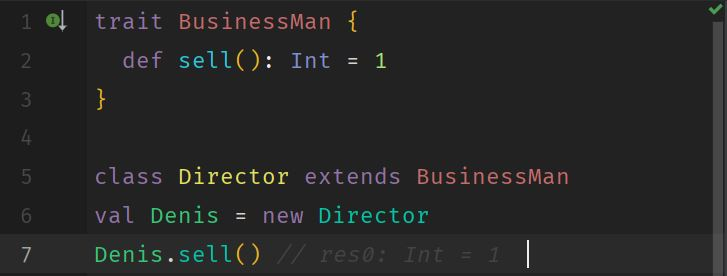 1 trait BusinessMan {
2   def sell(): Int = 1
3 }
4
5 class Director extends BusinessMan
6 val Denis = new Director
7 Denis.sell() // res0: Int = 1